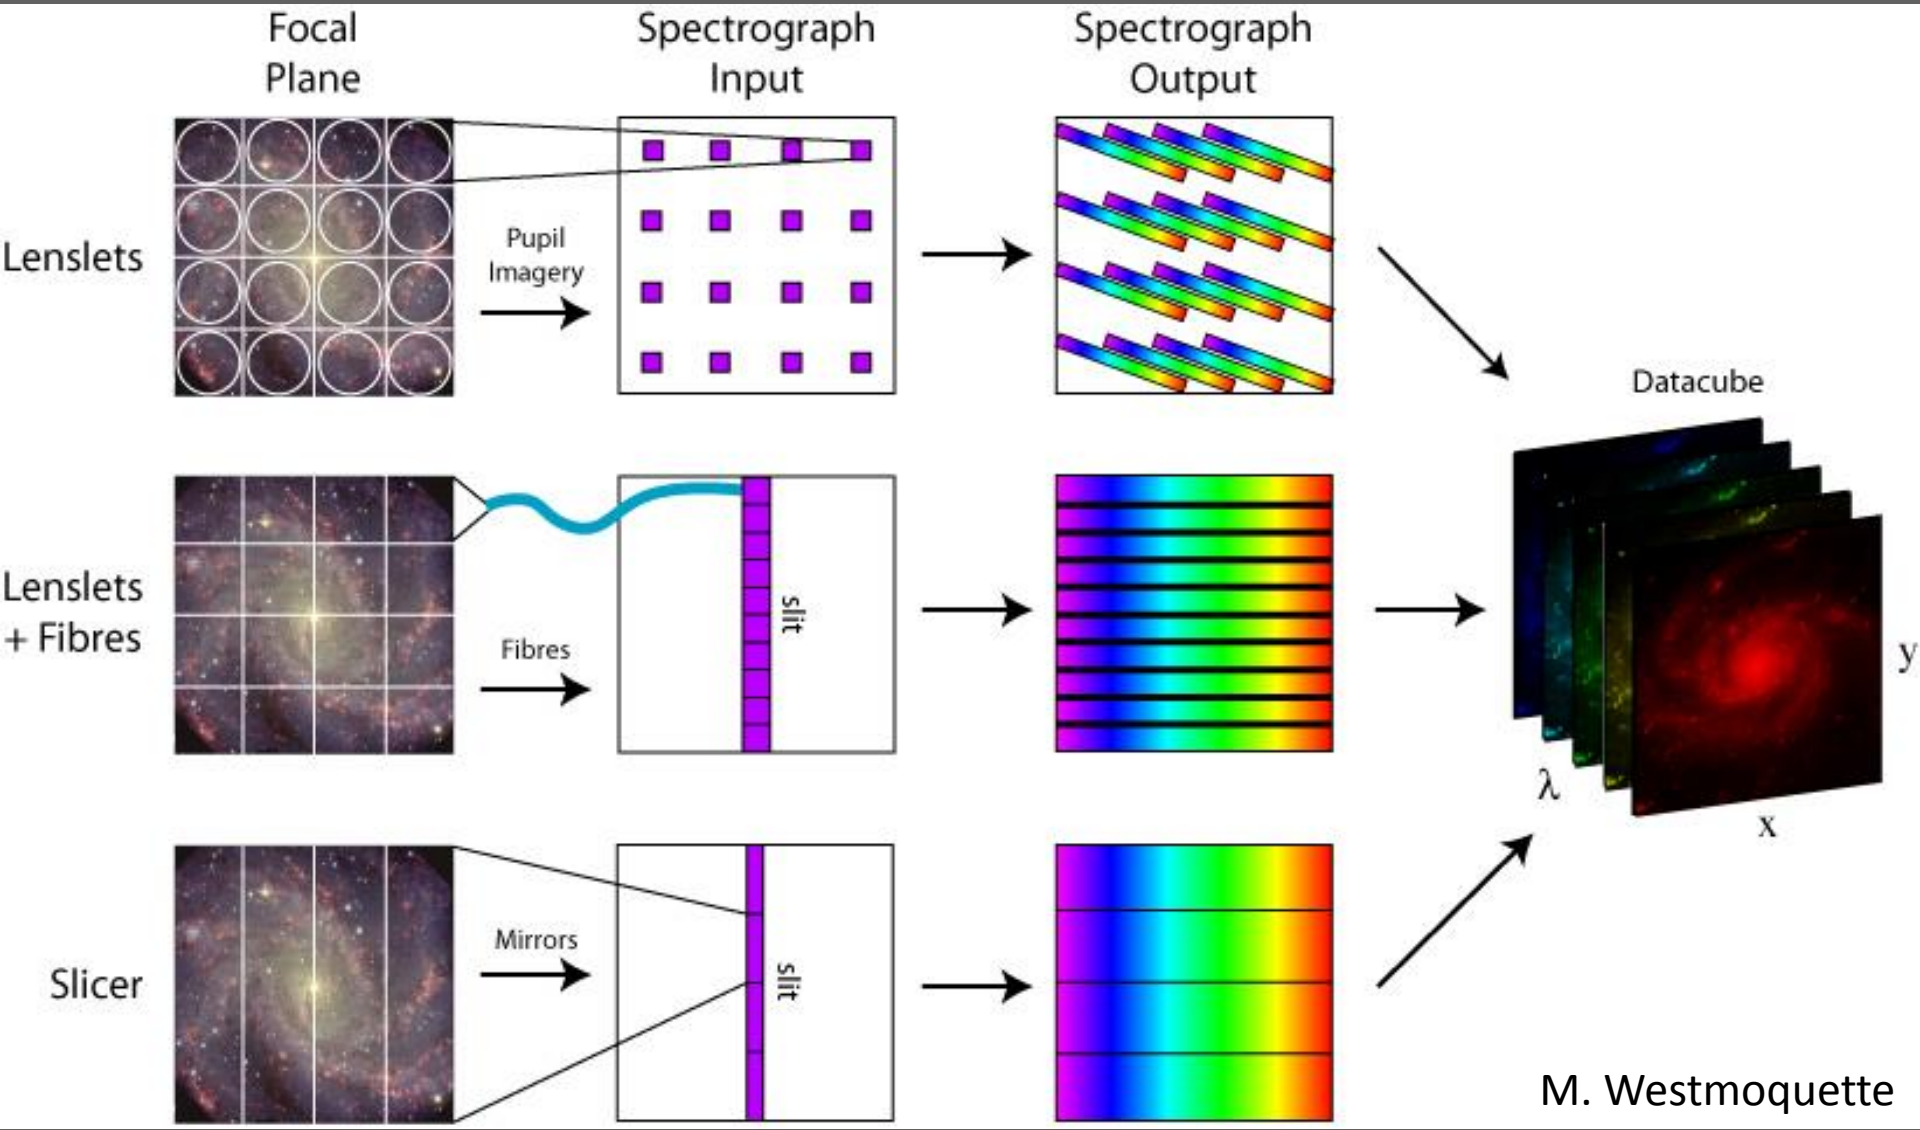 Focal
Plane
Spectrograph
Input
Spectrograph
Output
Lenslets
Pupil
Imagery
Datacube
Lenslets
+ Fibres
Fibres
slit
y
λ
x
Slicer
Mirrors
slit
M. Westmoquette